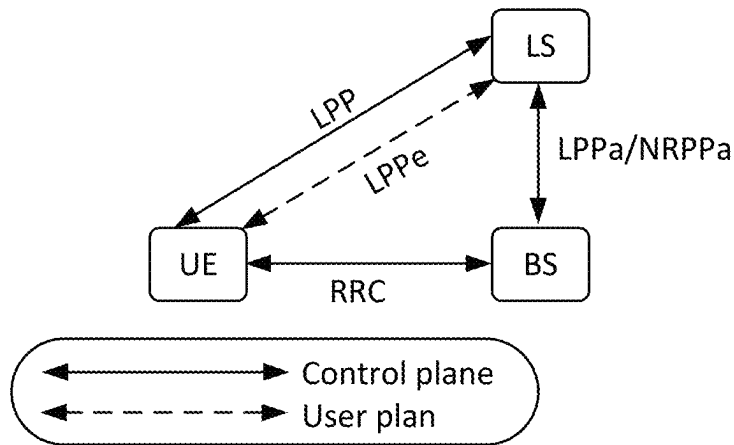 LS
LPP
LPPe
LPPa/NRPPa
UE
BS
RRC
Control plane
User plan